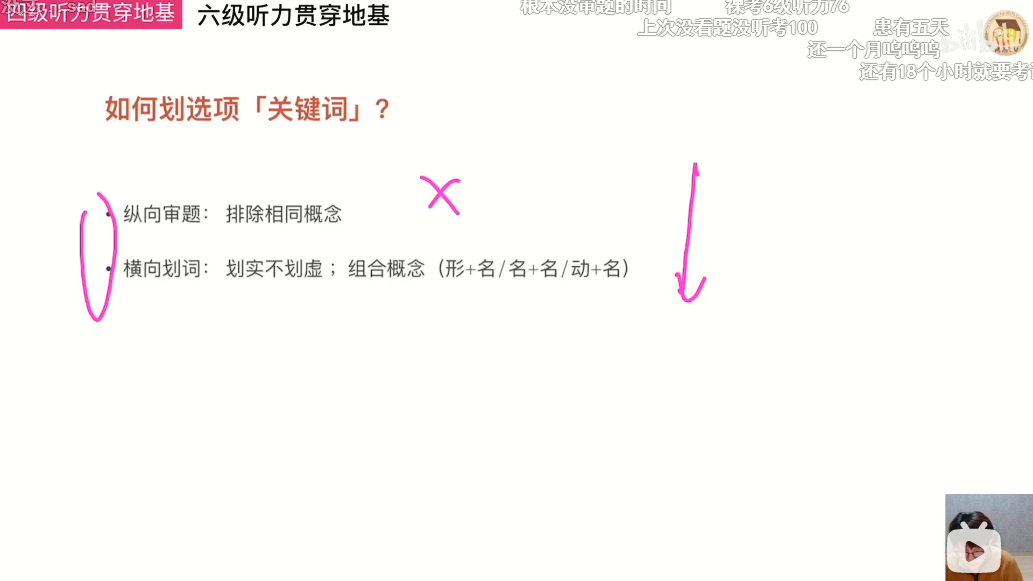 四级听力贯穿地基 六级听力贯穿地基
根本没审题的时间 裸考6级听力76
上次没看题没听考100 患有五天
还一个月呜呜呜
还有18个小时就要考
如何划选项「关键词」?
• 纵向审题: 排除相同概念
• 横向划词: 划实不划虚; 组合概念 (形+名/名+名/动+名)